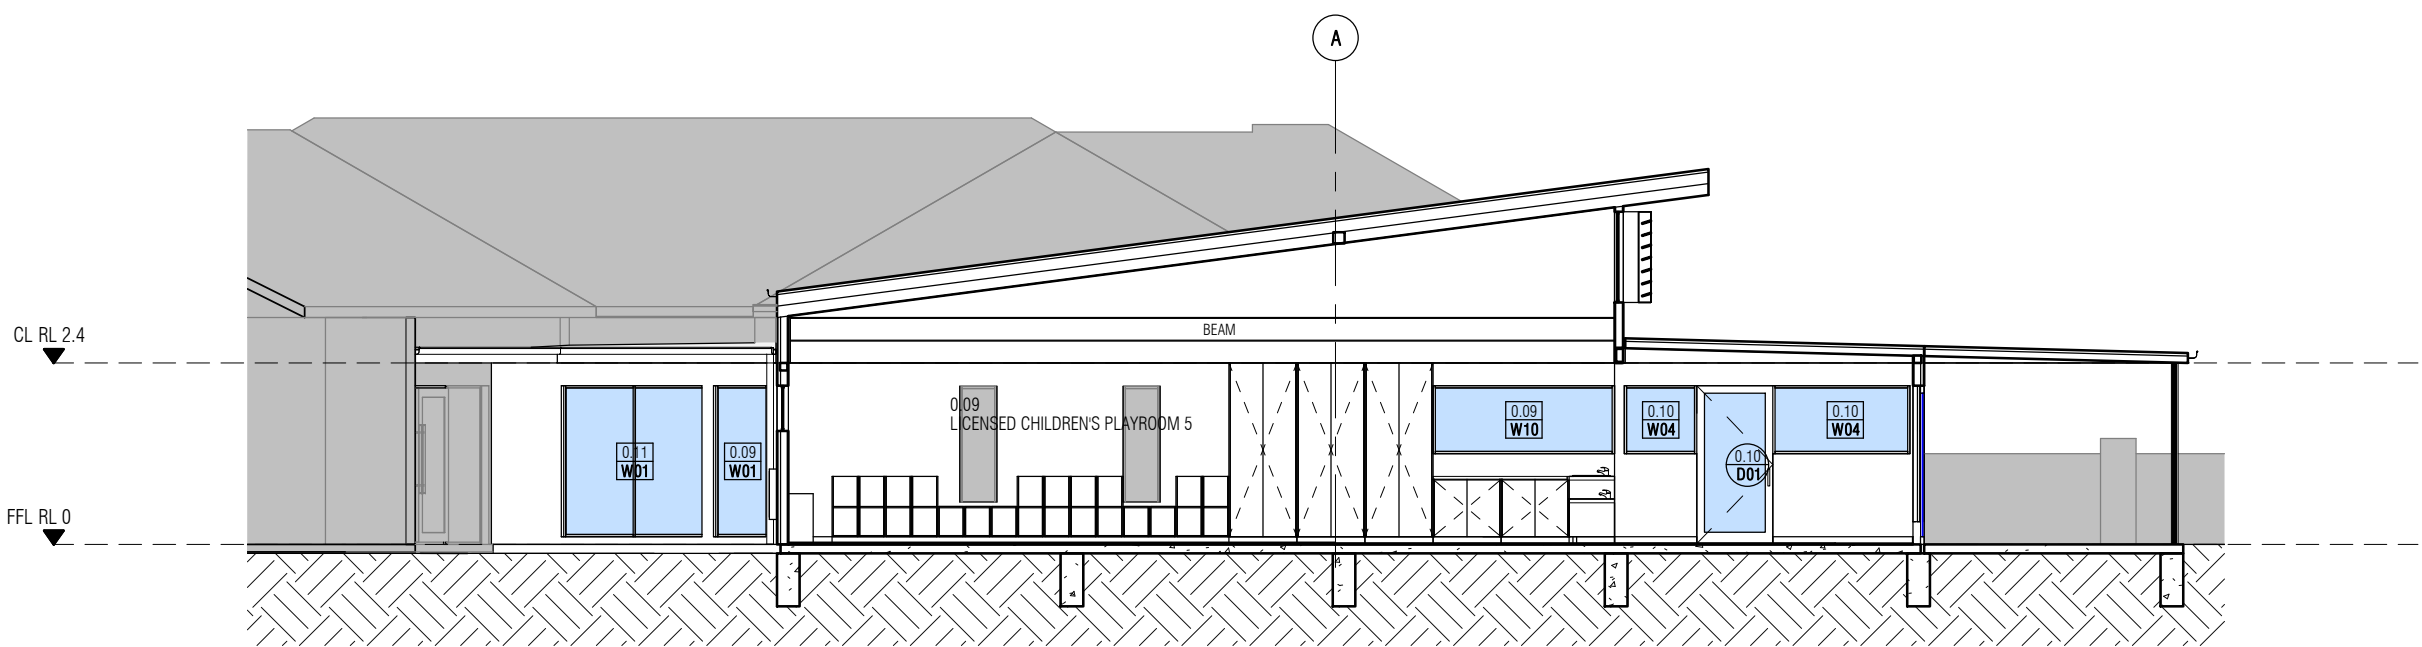 A
CL RL 2.4
BEAM
0.09
LICENSED CHILDREN'S PLAYROOM 5
0.09
W10
0.10
W04
0.10
W04
0.11
W01
0.09
W01
0.10
D01
FFL RL 0